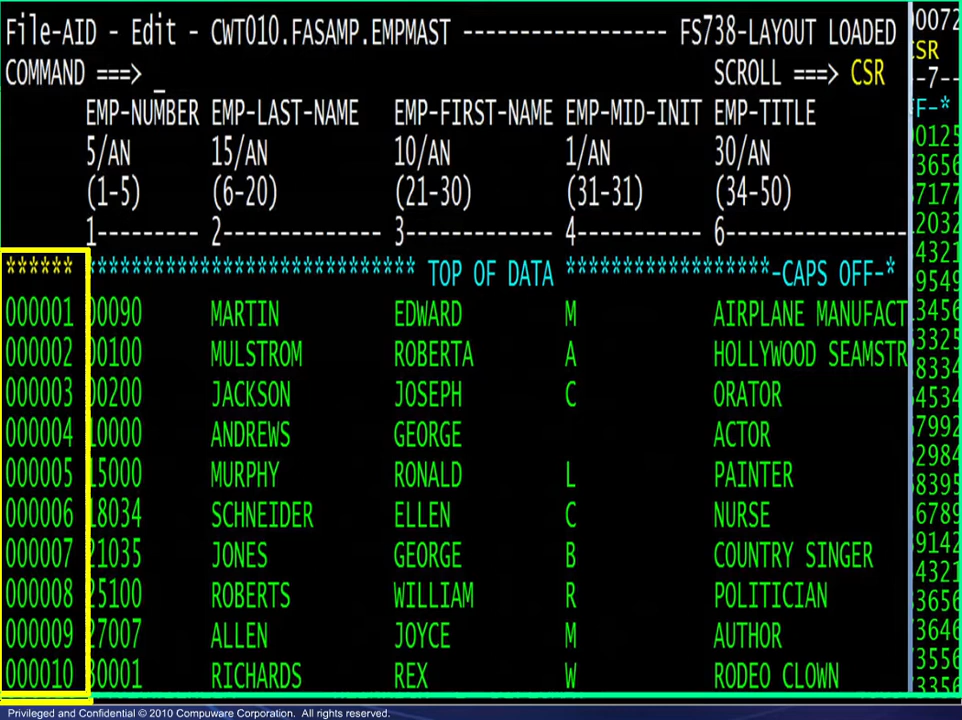 File-AID - Edit - CWT010.FASAMP.EMPMAST ------------------ FS738-LAYOUT LOADED
COMMAND ===> _ SCROLL ===> CSR
EMP-NUMBER EMP-LAST-NAME EMP-FIRST-NAME EMP-MID-INIT EMP-TITLE
5/AN 15/AN 10/AN 1/AN 30/AN
(1-5) (6-20) (21-30) (31-31) (34-50)
1--------- 2-------------- 3-------------- 4----------- 6-----------------
****** ***************************** TOP OF DATA ******************-CAPS OFF-*
000001 00090 MARTIN EDWARD M AIRPLANE MANUFACT
000002 00100 MULSTROM ROBERTA A HOLLYWOOD SEAMSTR
000003 00200 JACKSON JOSEPH C ORATOR
000004 10000 ANDREWS GEORGE ACTOR
000005 15000 MURPHY RONALD L PAINTER
000006 18034 SCHNEIDER ELLEN C NURSE
000007 21035 JONES GEORGE B COUNTRY SINGER
000008 25100 ROBERTS WILLIAM R POLITICIAN
000009 27007 ALLEN JOYCE M AUTHOR
000010 30001 RICHARDS REX W RODEO CLOWN
Privileged and Confidential © 2010 Compuware Corporation. All rights reserved.